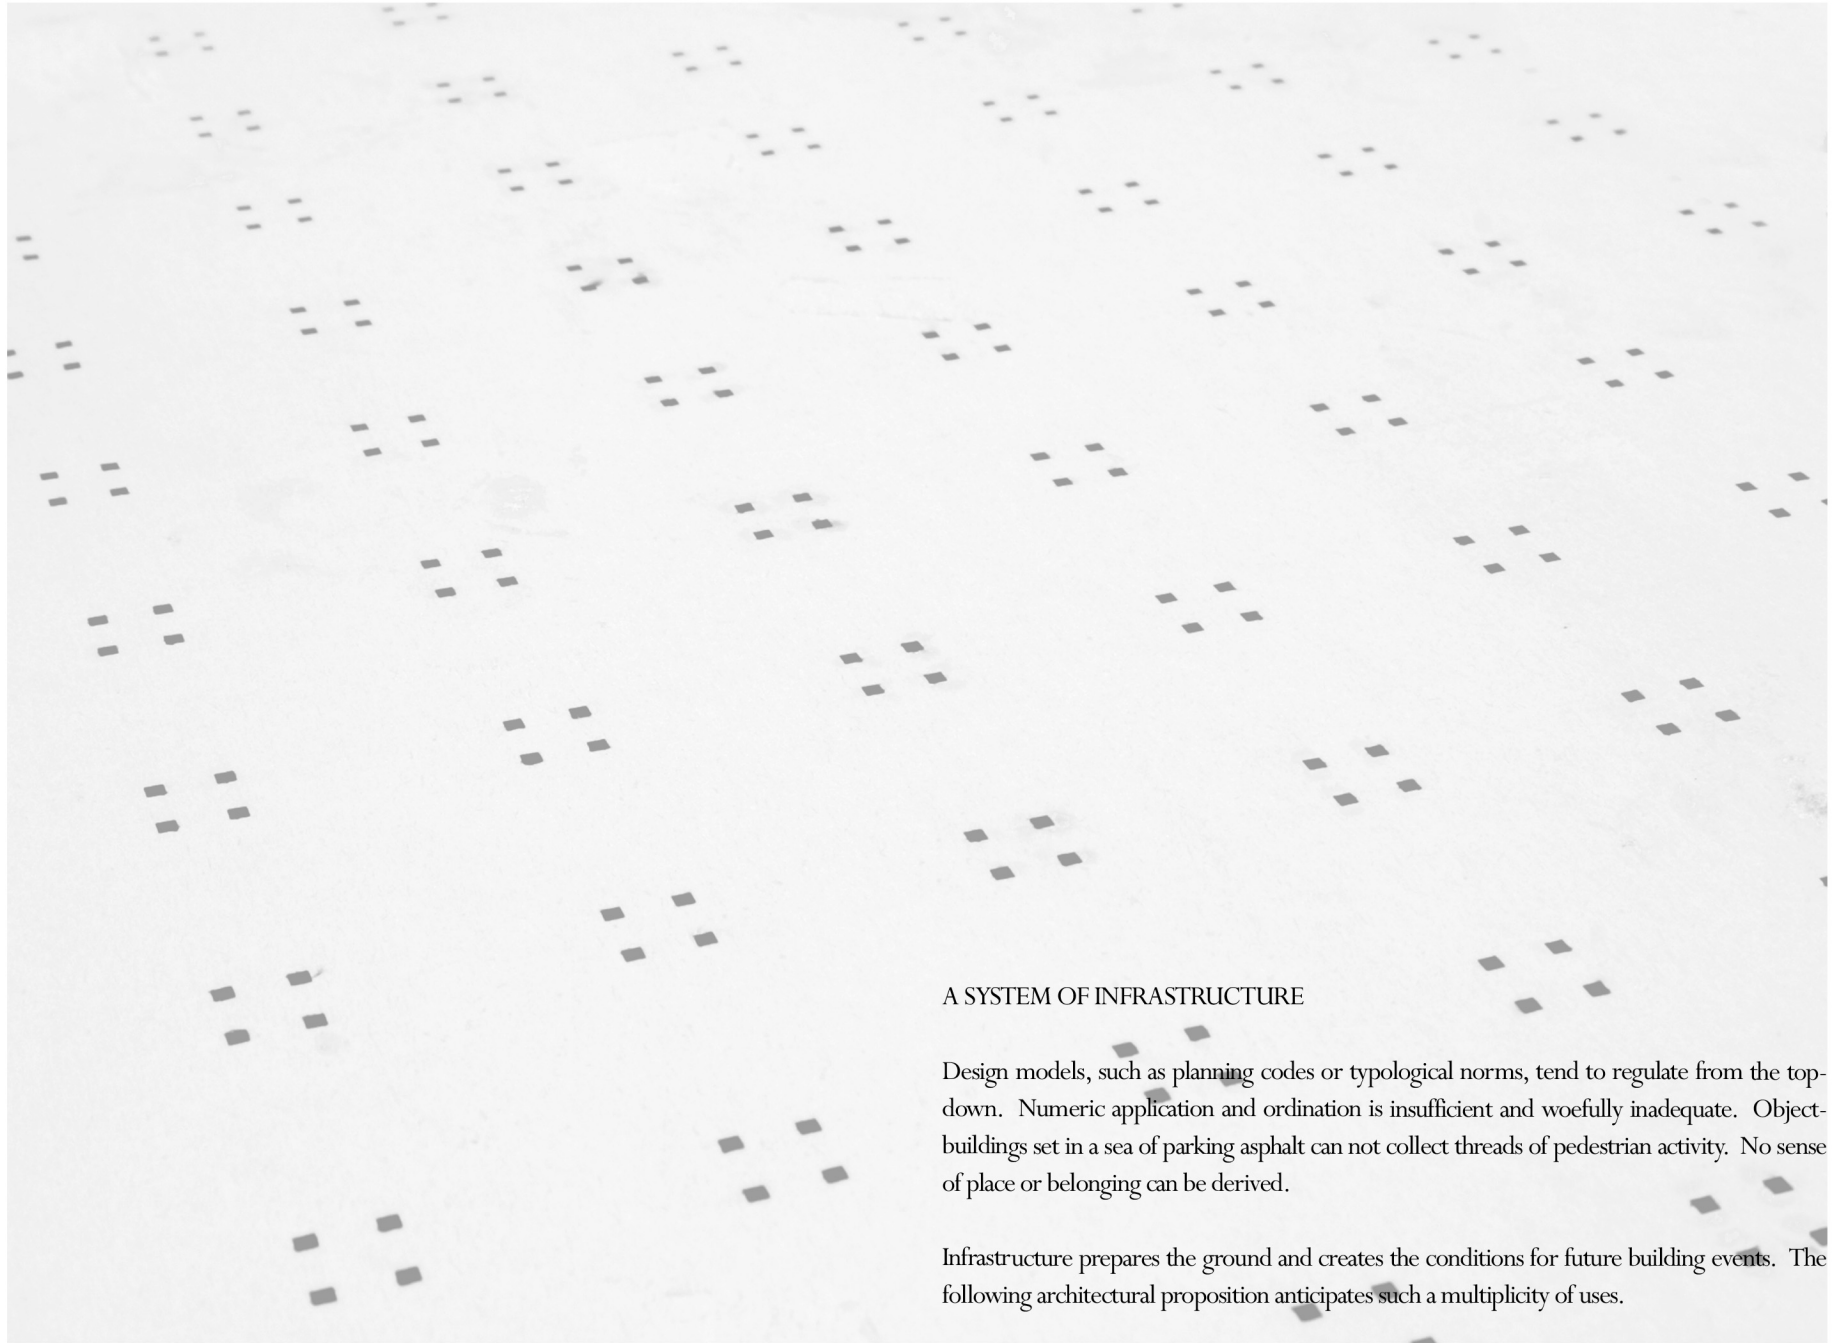 A SYSTEM OF INFRASTRUCTURE
Design models, such as planning codes or typological norms, tend to regulate from the top-
down.  Numeric application and ordination is insufficient and woefully inadequate.  Object-
buildings set in a sea of parking asphalt can not collect threads of pedestrian activity.  No sense
of place or belonging can be derived.
Infrastructure prepares the ground and creates the conditions for future building events.  The
following architectural proposition anticipates such a multiplicity of uses.